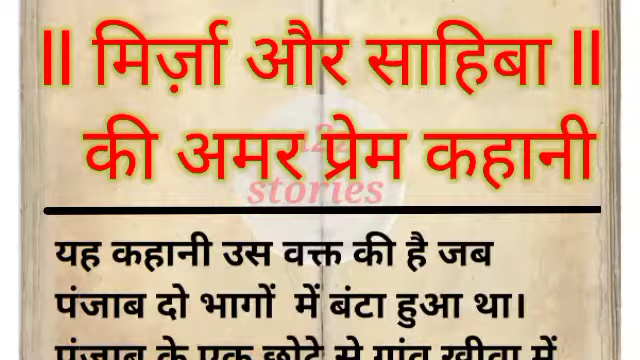 ॥ मिर्ज़ा और साहिबा ॥
की अमर प्रेम कहानी
stories
यह कहानी उस वक्त की है जब
पंजाब दो भागों में बंटा हुआ था।
पंजाब के एक छोटे से गांव खीवा में